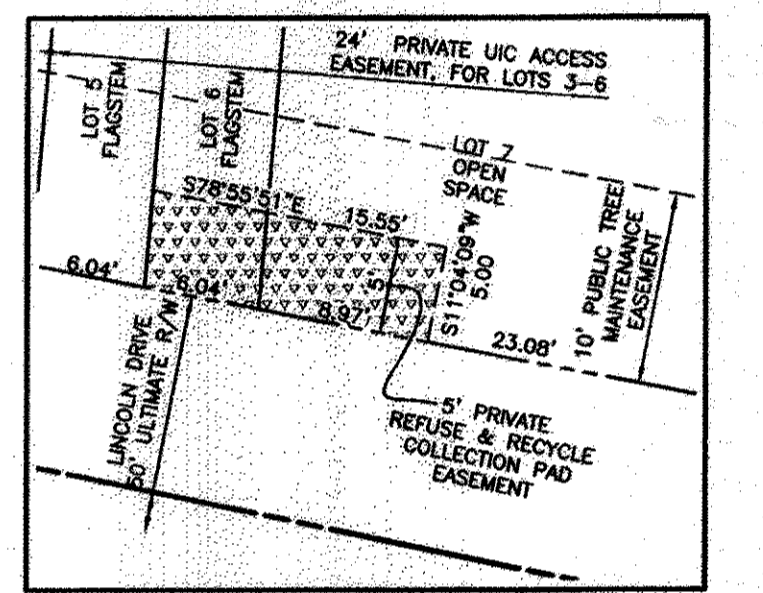 24' PRIVATE UIC ACCESS
EASEMENT, FOR LOTS 3-6
LOT 5
FLAGSTEM
LOT 6
FLAGSTEM
LOT 7
OPEN
SPACE
S78°55'51"E
15.55'
S11°04'09"W
5.00
5'
6.04'
6.04'
8.97'
23.08'
10' PUBLIC TREE
MAINTENANCE
EASEMENT
LINCOLN DRIVE
50' ULTIMATE R/W
5' PRIVATE
REFUSE & RECYCLE
COLLECTION PAD
EASEMENT